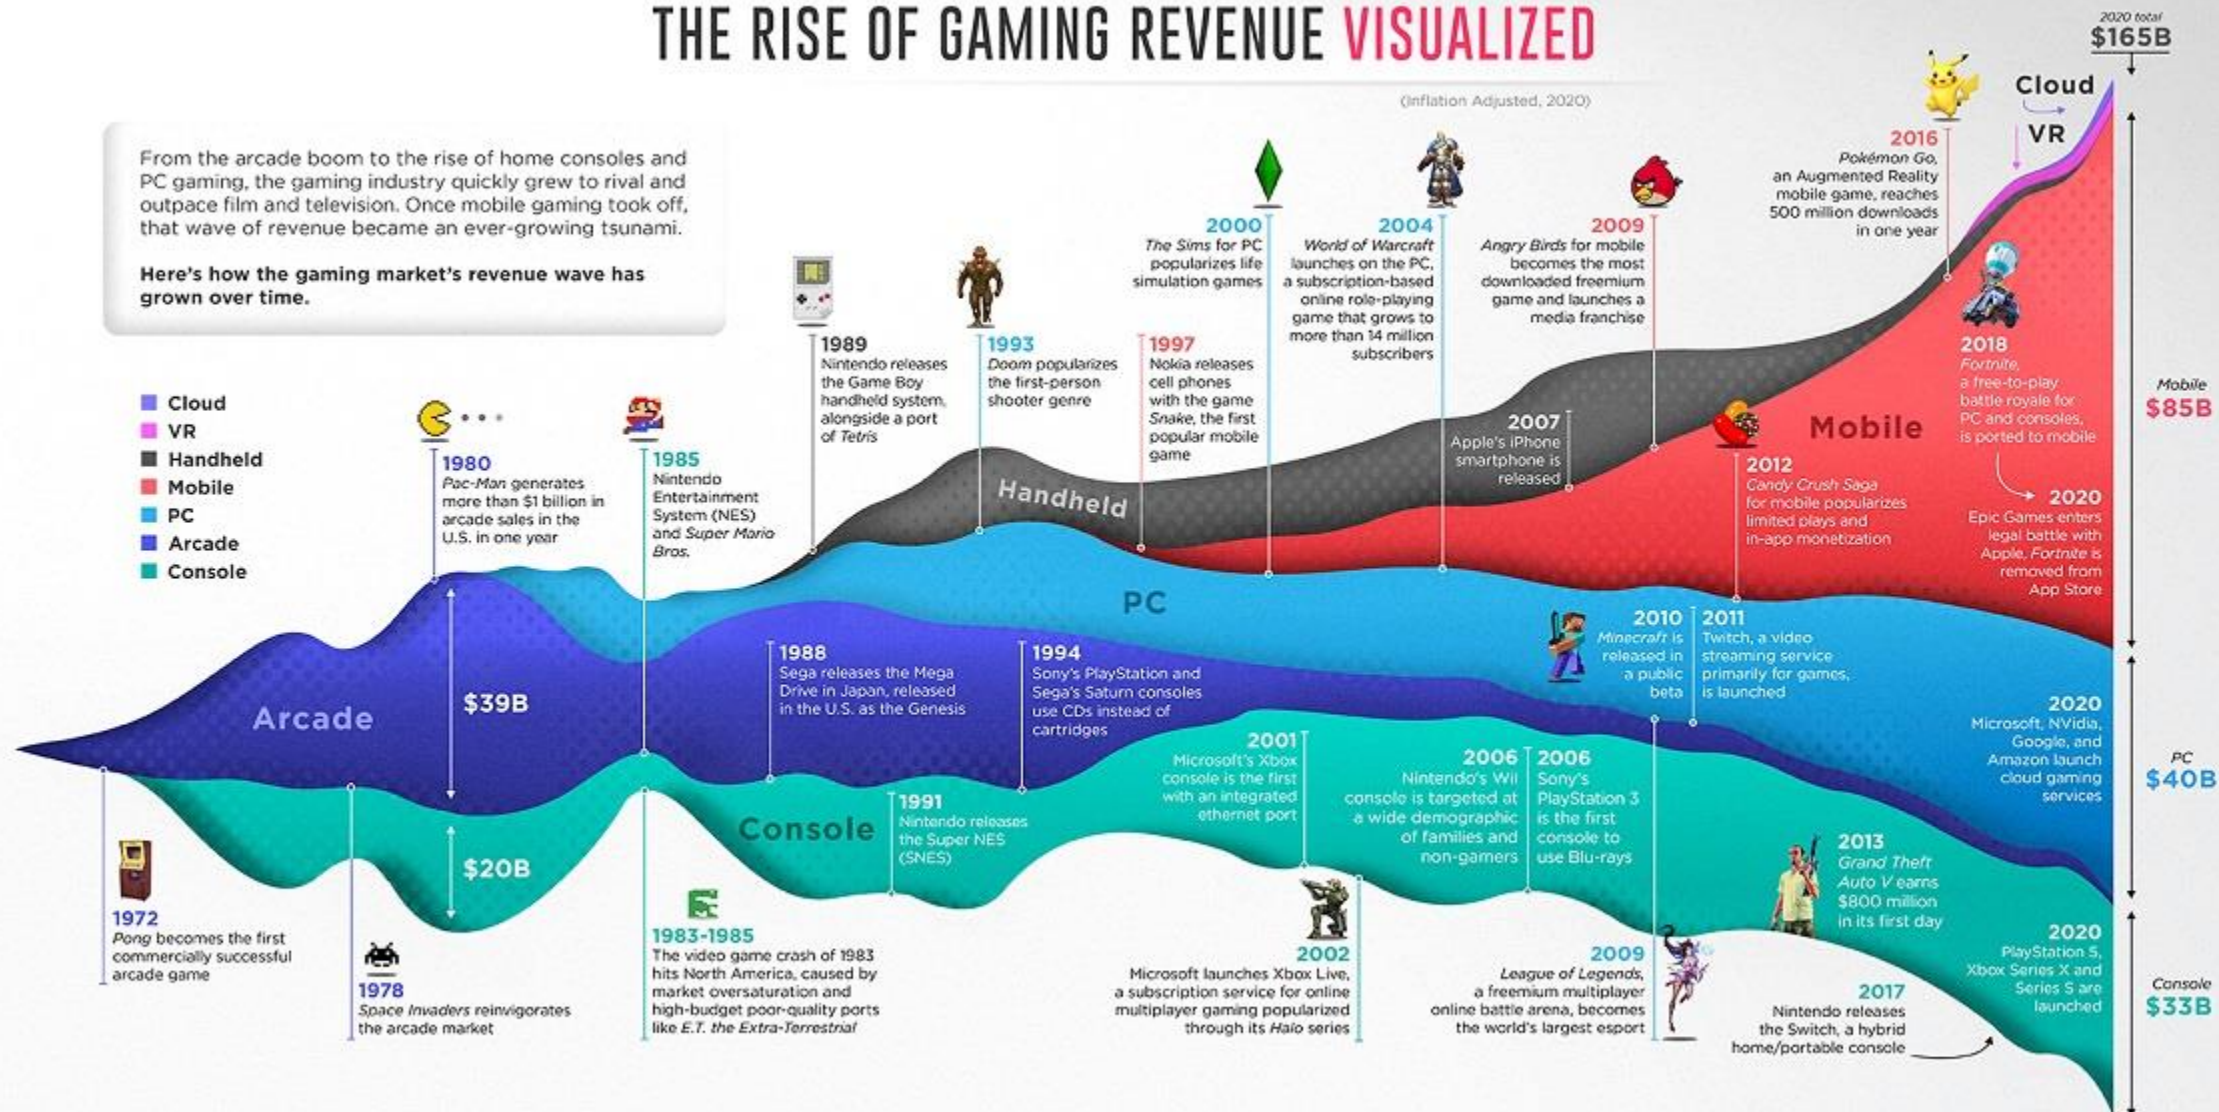 THE RISE OF GAMING REVENUE VISUALIZED
(Inflation Adjusted, 2020)
2020 total
$165B
From the arcade boom to the rise of home consoles and
PC gaming, the gaming industry quickly grew to rival and
outpace film and television. Once mobile gaming took off,
that wave of revenue became an ever-growing tsunami.
Here's how the gaming market's revenue wave has
grown over time.
Cloud
VR
Handheld
Mobile
PC
Arcade
Console
1980
Pac-Man generates
more than $1 billion in
arcade sales in the
U.S. in one year
1985
Nintendo
Entertainment
System (NES)
and Super Mario
Bros.
1989
Nintendo releases
the Game Boy
handheld system,
alongside a port
of Tetris
1993
Doom popularizes
the first-person
shooter genre
1997
Nokia releases
cell phones
with the game
Snake, the first
popular mobile
game
2000
The Sims for PC
popularizes life
simulation games
2004
World of Warcraft
launches on the PC,
a subscription-based
online role-playing
game that grows to
more than 14 million
subscribers
2009
Angry Birds for mobile
becomes the most
downloaded freemium
game and launches a
media franchise
2016
Pokémon Go,
an Augmented Reality
mobile game, reaches
500 million downloads
in one year
Cloud
VR
2007
Apple's iPhone
smartphone is
released
Handheld
Mobile
2012
Candy Crush Saga
for mobile popularizes
limited plays and
in-app monetization
2018
Fortnite,
a free-to-play
battle royale for
PC and consoles,
is ported to mobile
2020
Epic Games enters
legal battle with
Apple, Fortnite is
removed from
App Store
Mobile
$85B
PC
Arcade
$39B
$20B
1988
Sega releases the Mega
Drive in Japan, released
in the U.S. as the Genesis
1994
Sony's PlayStation and
Sega's Saturn consoles
use CDs instead of
cartridges
2010
Minecraft is
released in
a public
beta
2011
Twitch, a video
streaming service
primarily for games,
is launched
2020
Microsoft, NVidia,
Google, and
Amazon launch
cloud gaming
services
PC
$40B
Console
1991
Nintendo releases
the Super NES
(SNES)
2001
Microsoft's Xbox
console is the first
with an integrated
ethernet port
2006
Nintendo's Wii
console is targeted at
a wide demographic
of families and
non-gamers
2006
Sony's
PlayStation 3
is the first
console to
use Blu-rays
2013
Grand Theft
Auto V earns
$800 million
in its first day
2020
PlayStation 5,
Xbox Series X and
Series S are
launched
Console
$33B
1972
Pong becomes the first
commercially successful
arcade game
1978
Space Invaders reinvigorates
the arcade market
1983-1985
The video game crash of 1983
hits North America, caused by
market oversaturation and
high-budget poor-quality ports
like E.T. the Extra-Terrestrial
2002
Microsoft launches Xbox Live,
a subscription service for online
multiplayer gaming popularized
through its Halo series
2009
League of Legends,
a freemium multiplayer
online battle arena, becomes
the world's largest esport
2017
Nintendo releases
the Switch, a hybrid
home/portable console